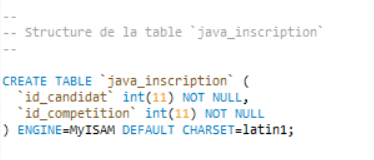 --
-- Structure de la table `java_inscription`
--
CREATE TABLE `java_inscription` (
  `id_candidat` int(11) NOT NULL,
  `id_competition` int(11) NOT NULL
) ENGINE=MyISAM DEFAULT CHARSET=latin1;